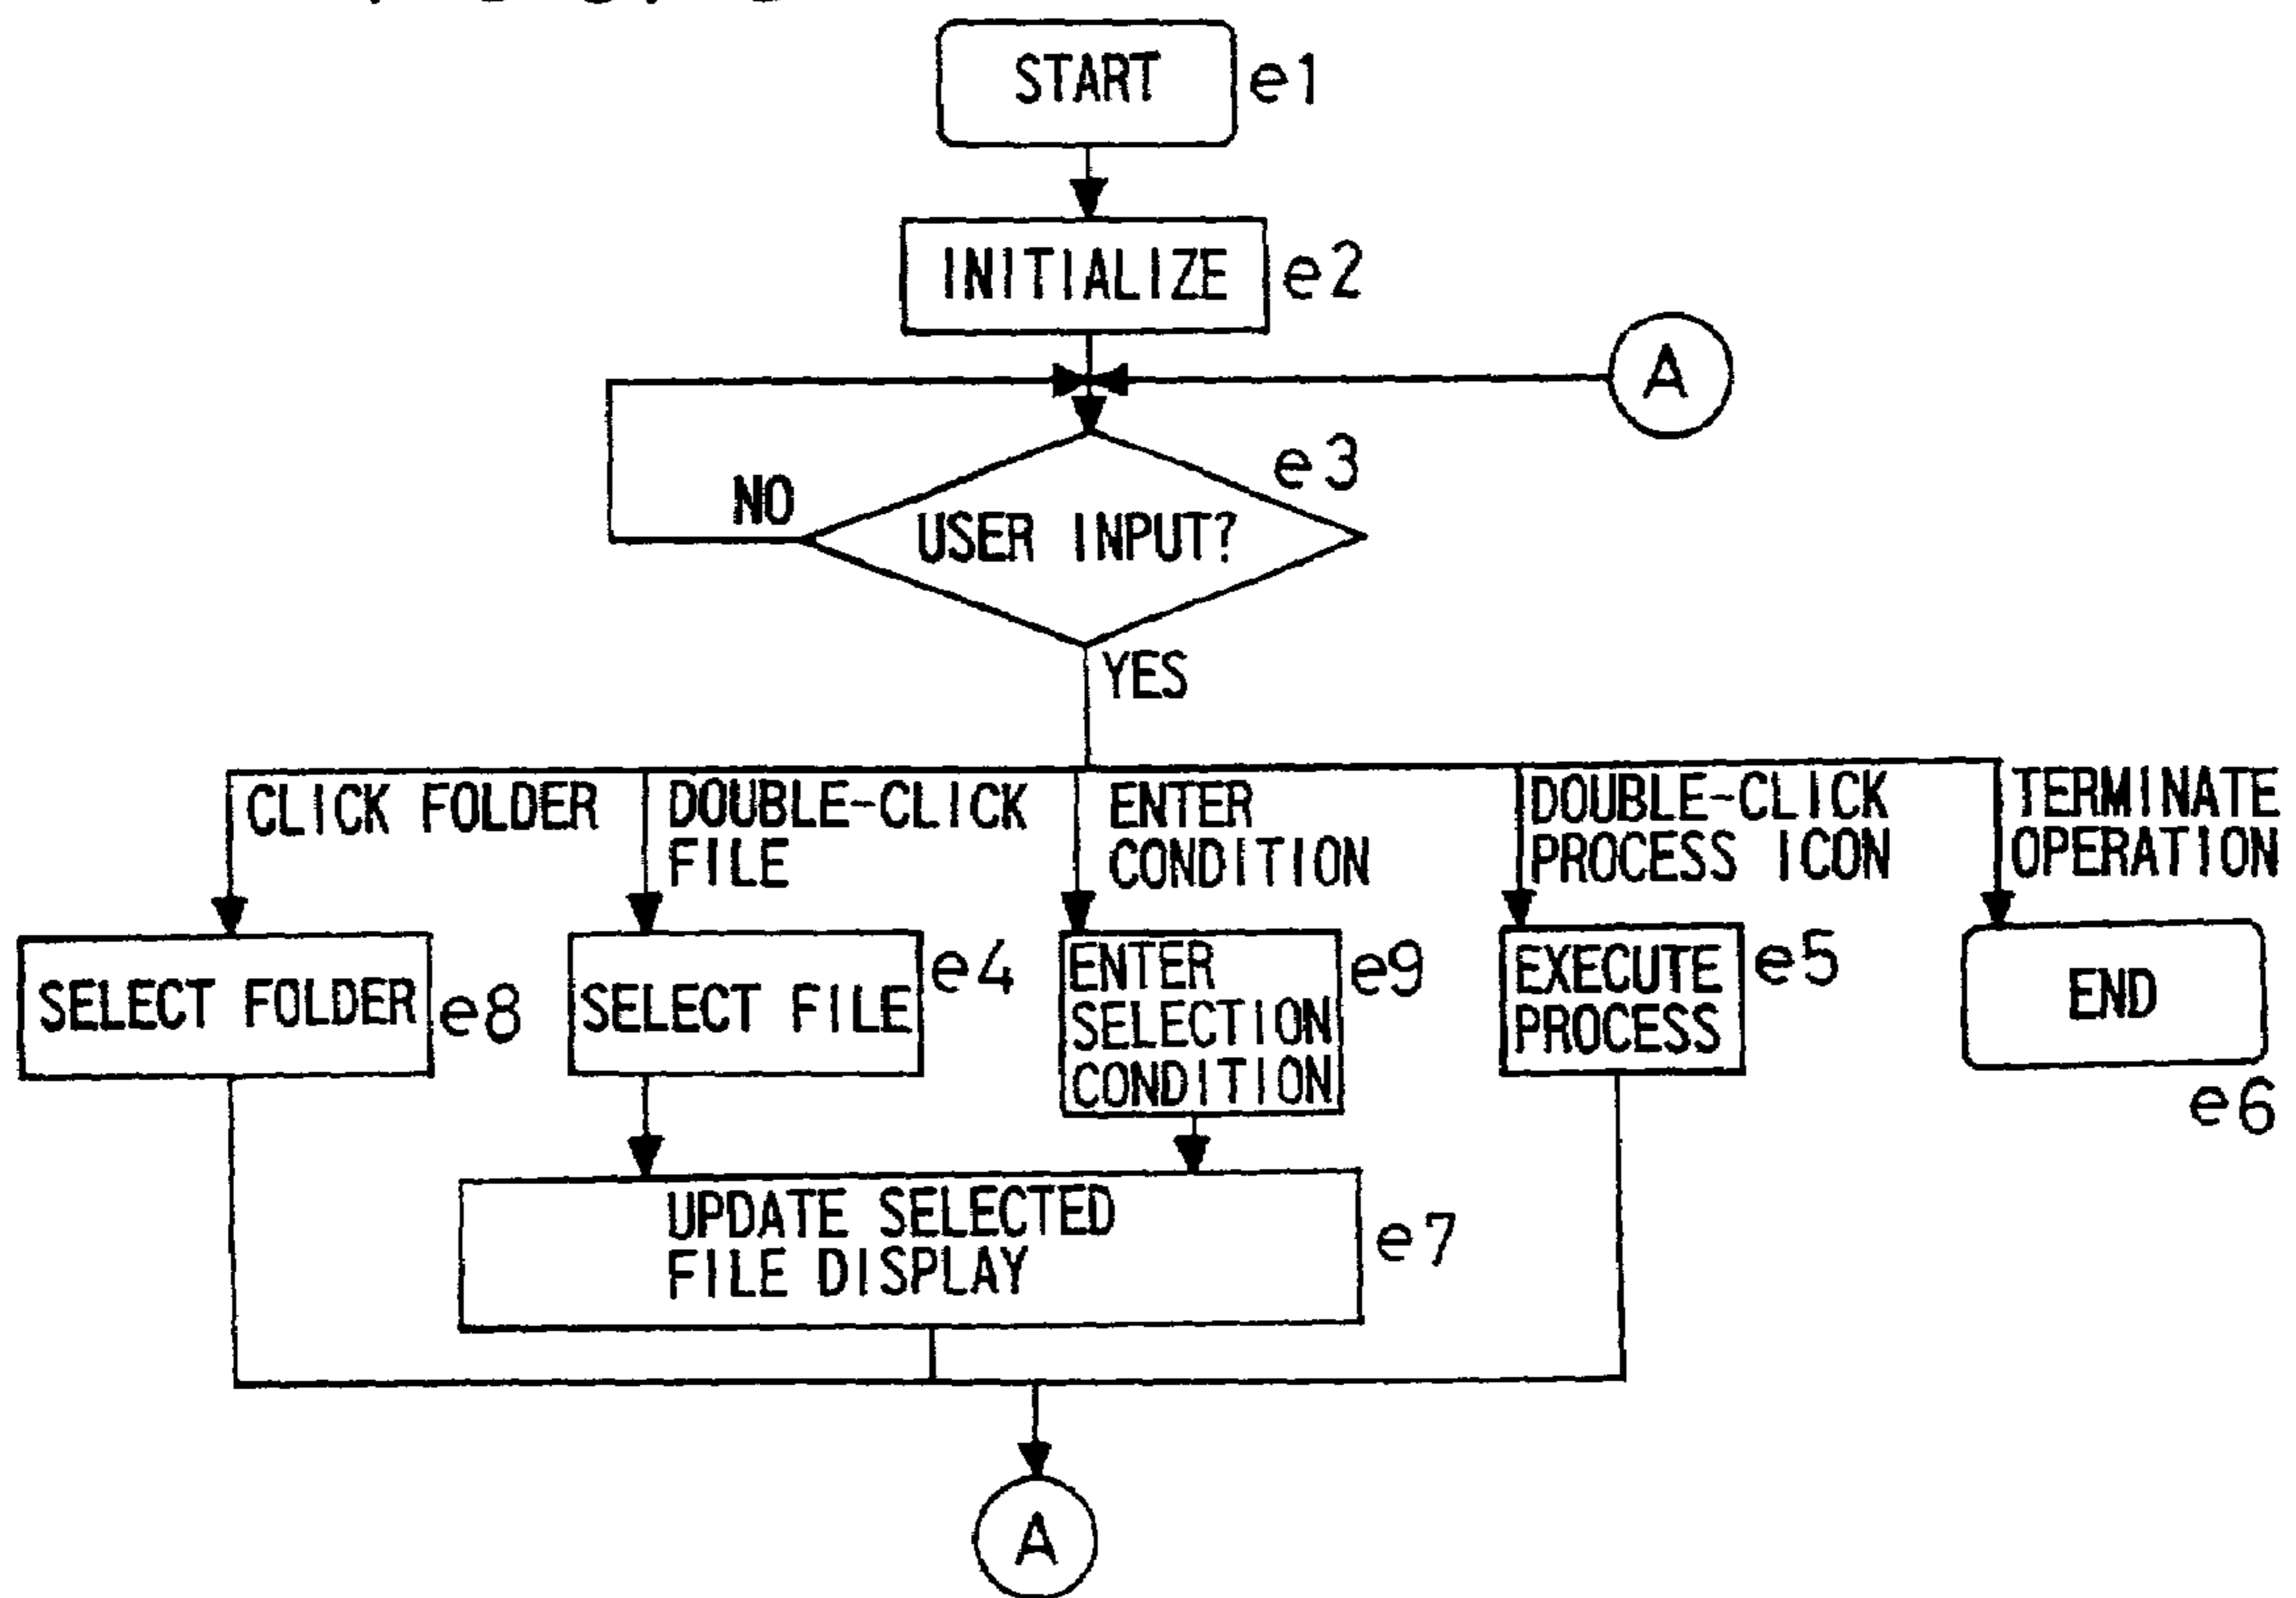 START
e1
INITIALIZE
e2
A
e3
NO
USER INPUT?
YES
CLICK FOLDER
DOUBLE-CLICK
FILE
ENTER
CONDITION
DOUBLE-CLICK
PROCESS ICON
TERMINATE
OPERATION
SELECT FOLDER
e8
SELECT FILE
e4
ENTER
SELECTION
CONDITION
e9
EXECUTE
PROCESS
e5
END
e6
UPDATE SELECTED
FILE DISPLAY
e7
A